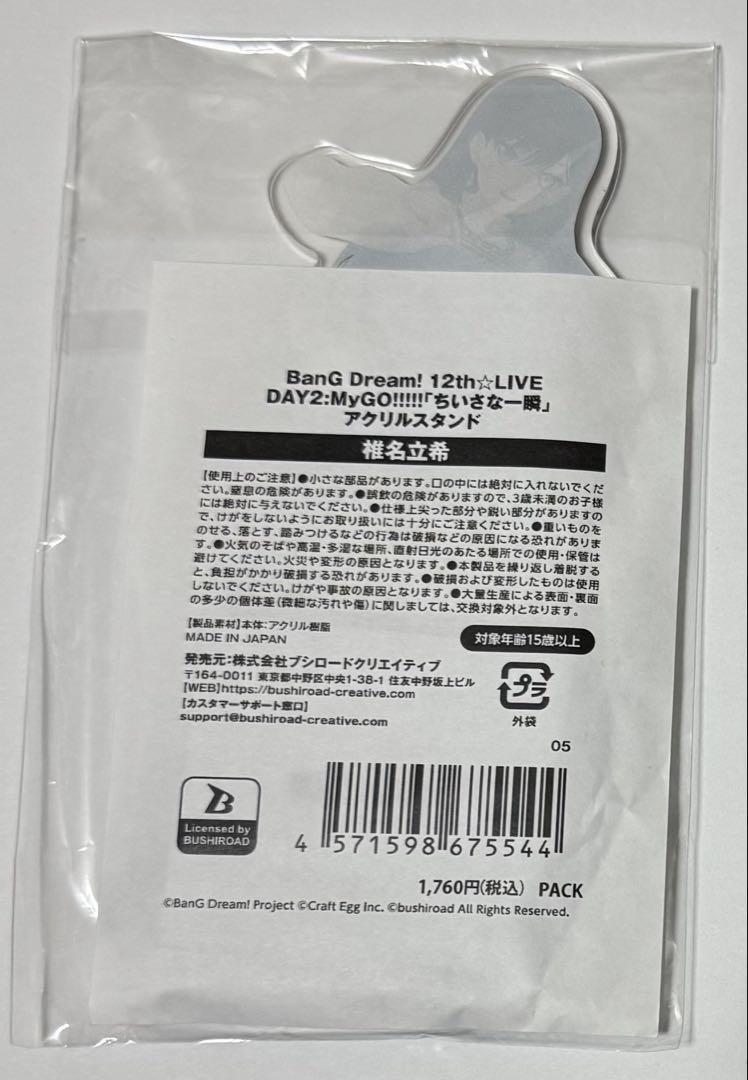 BanG Dream! 12th☆LIVE
DAY2:MyGO!!!!!「ちいさな一瞬」
アクリルスタンド
椎名立希
【使用上のご注意】●小さな部品があります。口の中には絶対に入れないでくだ
さい。窒息の危険があります。●誤飲の危険がありますので、3歳未満のお子様
には絶対に与えないでください。●仕様上尖った部分や鋭い部分がありますの
で、けがをしないようにお取り扱いには十分にご注意ください。●重いものを
のせる、落とす、踏みつけるなどの行為は破損などの原因になる恐れがありま
す。●火気のそばや高温・多湿な場所、直射日光のあたる場所での使用・保管は
避けてください。火災や変形の原因となります。●本製品を繰り返し着脱する
と、負担がかかり破損する恐れがあります。●破損および変形したものは使用
しないでください。けがや事故の原因となります。●大量生産による表面・裏面
の多少の個体差(微細な汚れや傷)に関しましては、交換対象外となります。
【製品素材】本体:アクリル樹脂
MADE IN JAPAN
対象年齢15歳以上
発売元:株式会社ブシロードクリエイティブ
〒164-0011 東京都中野区中央1-38-1 住友中野坂上ビル
【WEB】https://bushiroad-creative.com
【カスタマーサポート窓口】
support@bushiroad-creative.com
プラ
外袋
05
B
Licensed by
BUSHIROAD
4 571598 675544
1,760円(税込) PACK
©BanG Dream! Project ©Craft Egg Inc. ©bushiroad All Rights Reserved.